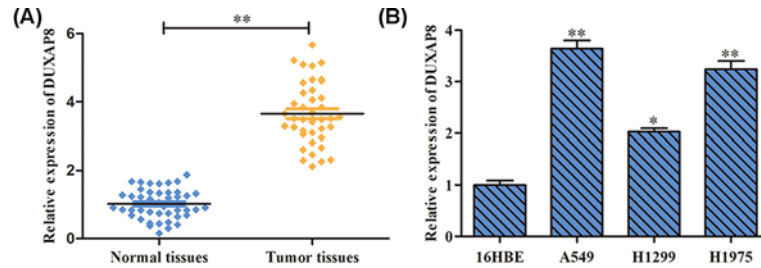 (A)
Relative expression of DUXAP8
6
4
2
0
**
Normal tissues
Tumor tissues
(B)
Relative expression of DUXAP8
4
3
2
1
0
**
*
**
16HBE
A549
H1299
H1975